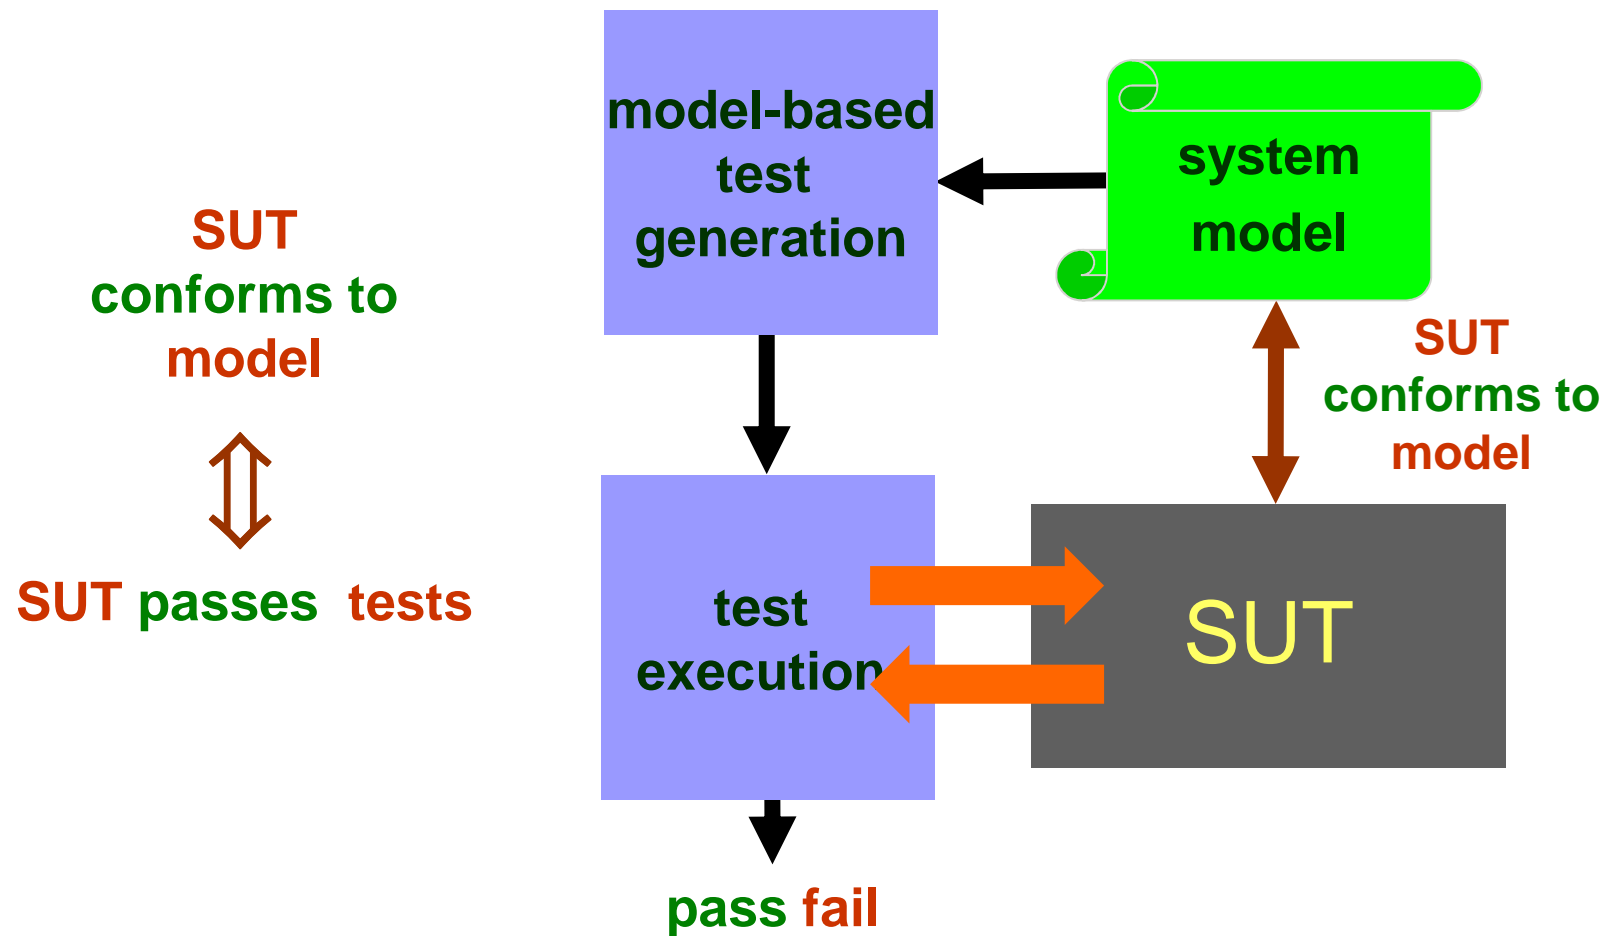 model-based
test
generation
system
model
SUT
conforms to
model
SUT
conforms to
model
SUT passes tests
test
execution
SUT
pass fail